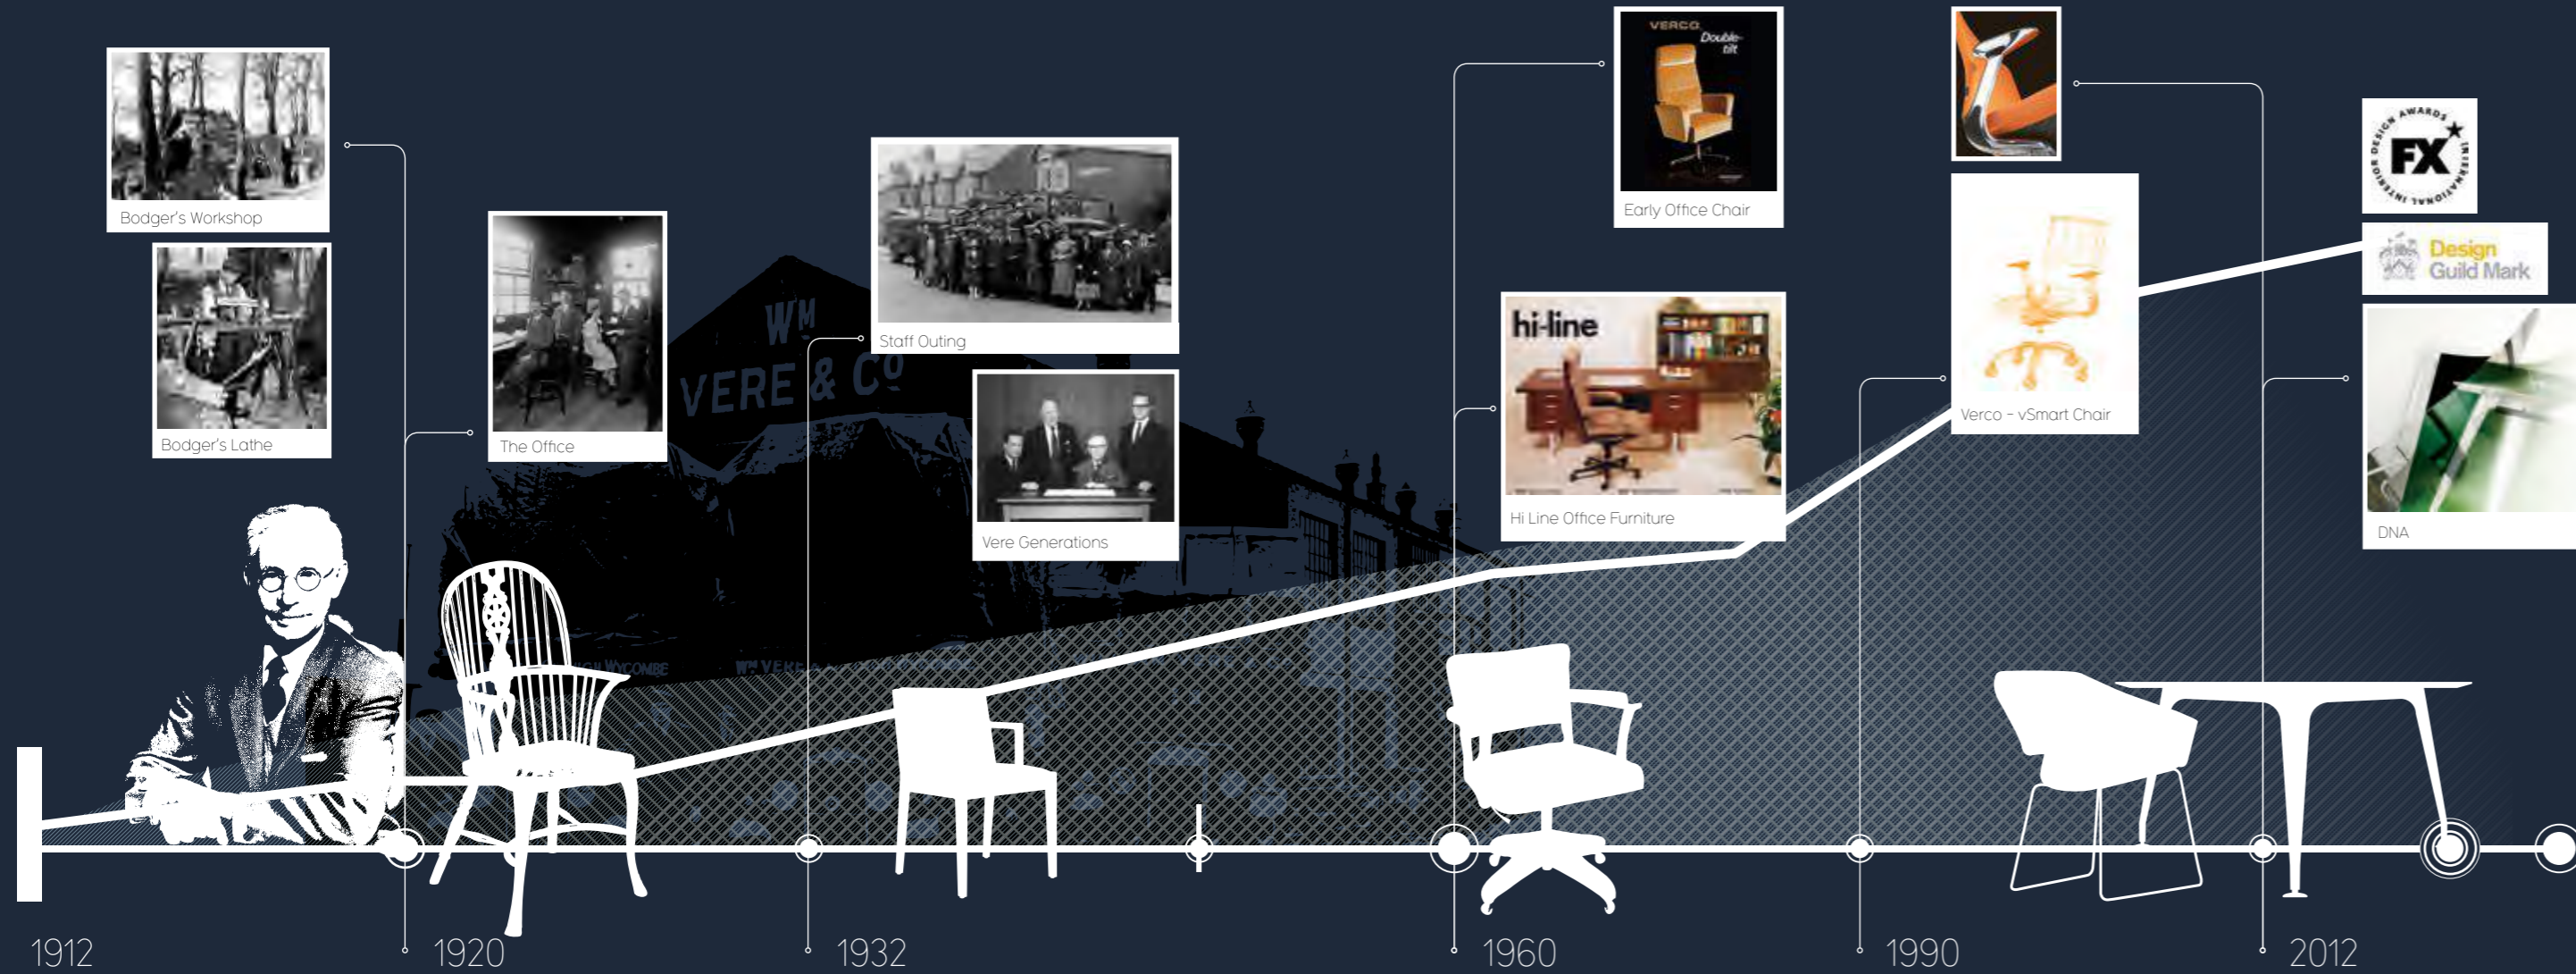 Bodger's Workshop
Bodger's Lathe
The Office
WM
VERE & Co
Staff Outing
Vere Generations
VERCO
Double-
tilt
Early Office Chair
hi-line
Hi Line Office Furniture
Verco - vSmart Chair
INTERNATIONAL INTERIOR DESIGN AWARDS
FX
Design
Guild Mark
DNA
WYCOMBE
1912
1920
1932
1960
1990
2012